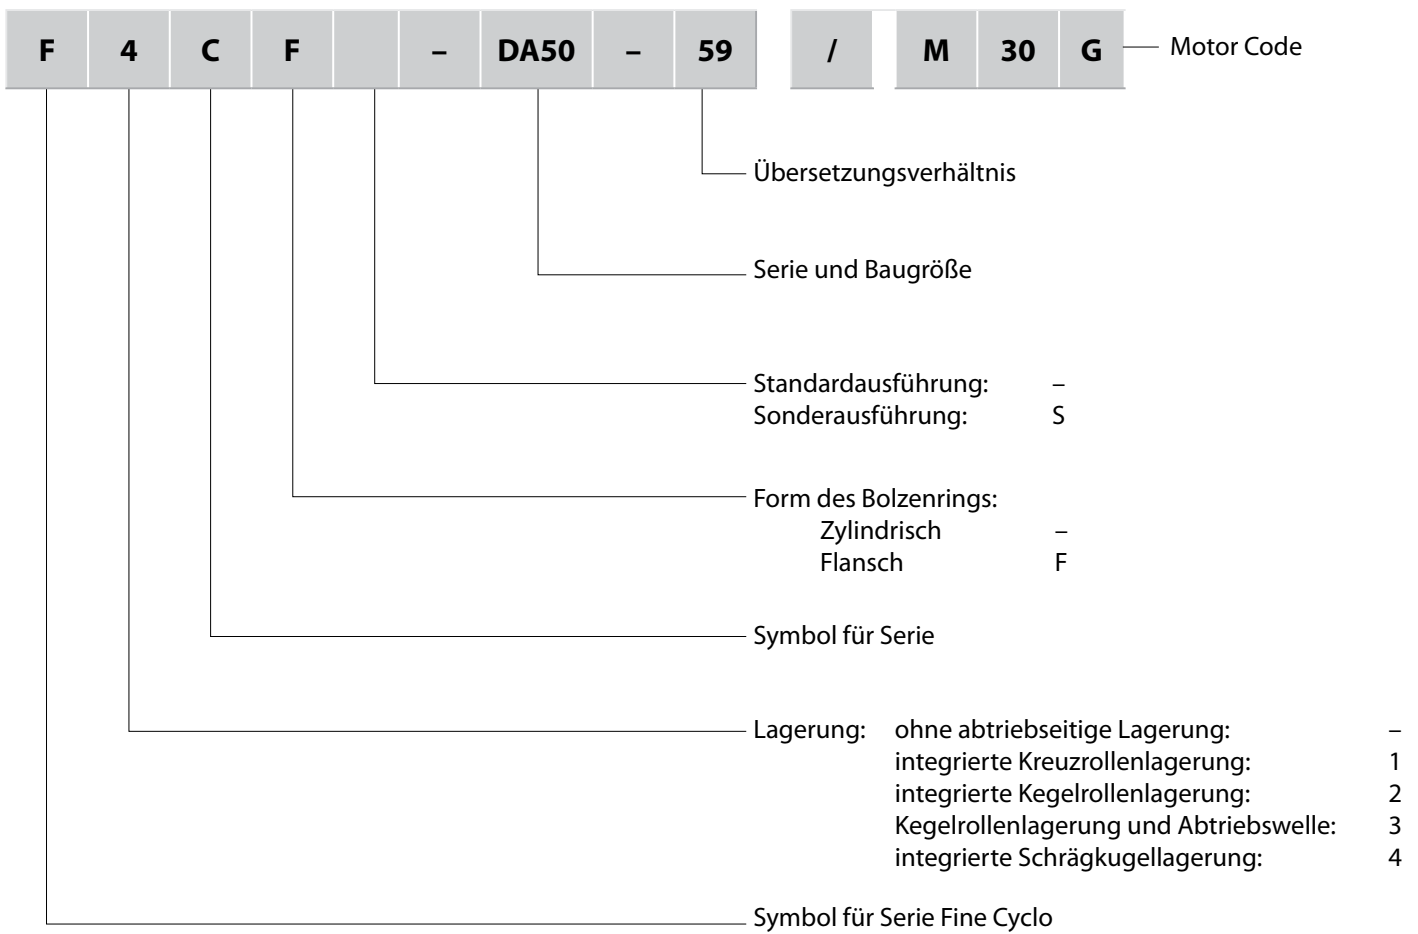 F 4 C F – DA50 – 59 / M 30 G Motor Code
Übersetzungsverhältnis
Serie und Baugröße
Standardausführung: –
Sonderausführung: S
Form des Bolzenrings:
Zylindrisch –
Flansch F
Symbol für Serie
Lagerung: ohne abtriebseitige Lagerung: –
integrierte Kreuzrollenlagerung: 1
integrierte Kegelrollenlagerung: 2
Kegelrollenlagerung und Abtriebswelle: 3
integrierte Schrägkugellagerung: 4
Symbol für Serie Fine Cyclo